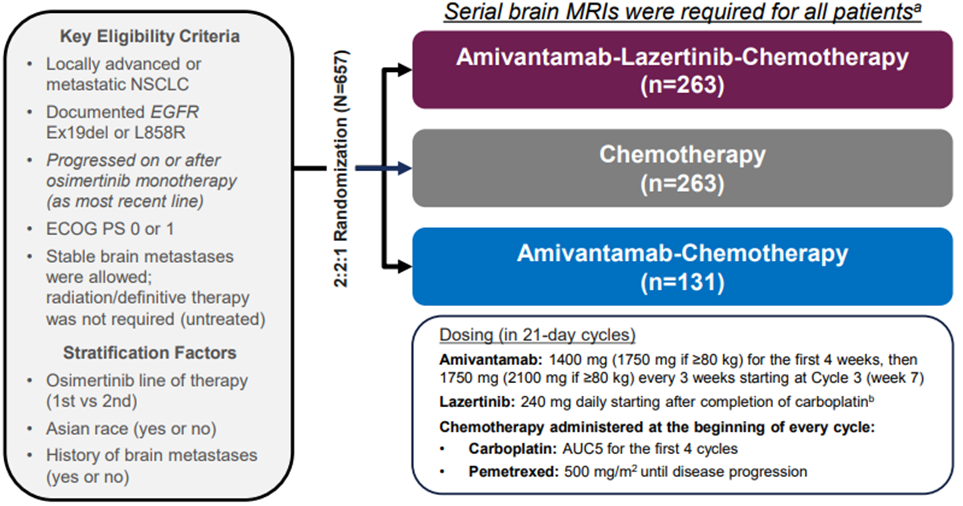 Key Eligibility Criteria
• Locally advanced or
metastatic NSCLC
• Documented EGFR
Ex19del or L858R
• Progressed on or after
osimertinib monotherapy
(as most recent line)
• ECOG PS 0 or 1
• Stable brain metastases
were allowed;
radiation/definitive therapy
was not required (untreated)
Stratification Factors
• Osimertinib line of therapy
(1st vs 2nd)
• Asian race (yes or no)
• History of brain metastases
(yes or no)
2:2:1 Randomization (N=657)
Serial brain MRIs were required for all patientsᵃ
Amivantamab-Lazertinib-Chemotherapy
(n=263)
Chemotherapy
(n=263)
Amivantamab-Chemotherapy
(n=131)
Dosing (in 21-day cycles)
Amivantamab: 1400 mg (1750 mg if ≥80 kg) for the first 4 weeks, then
1750 mg (2100 mg if ≥80 kg) every 3 weeks starting at Cycle 3 (week 7)
Lazertinib: 240 mg daily starting after completion of carboplatinᵇ
Chemotherapy administered at the beginning of every cycle:
• Carboplatin: AUC5 for the first 4 cycles
• Pemetrexed: 500 mg/m² until disease progression